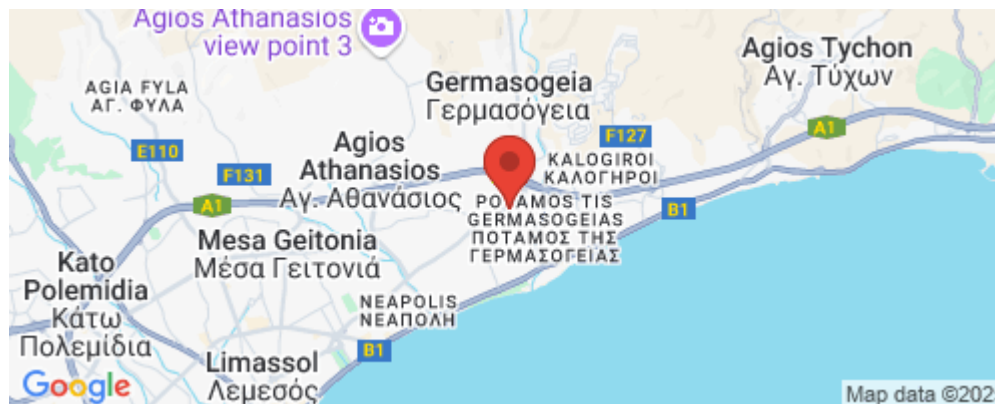 Agios Athanasios
view point 3
Agios Tychon
Αγ. Τύχων
AGIA FYLA
ΑΓ. ΦΥΛΑ
Germasogeia
Γερμασόγεια
A1
F127
E110
Agios
Athanasios
Αγ. Αθανάσιος
KALOGIROI
ΚΑΛΟΓΗΡΟΙ
F131
A1
POTAMOS TIS
GERMASOGEIAS
ΠΟΤΑΜΟΣ ΤΗΣ
ΓΕΡΜΑΣΟΓΕΙΑΣ
B1
Mesa Geitonia
Μέσα Γειτονιά
Kato
Polemidia
Κάτω
Πολεμίδια
NEAPOLIS
ΝΕΑΠΟΛΗ
B1
Limassol
Λεμεσός
Google
Map data ©202